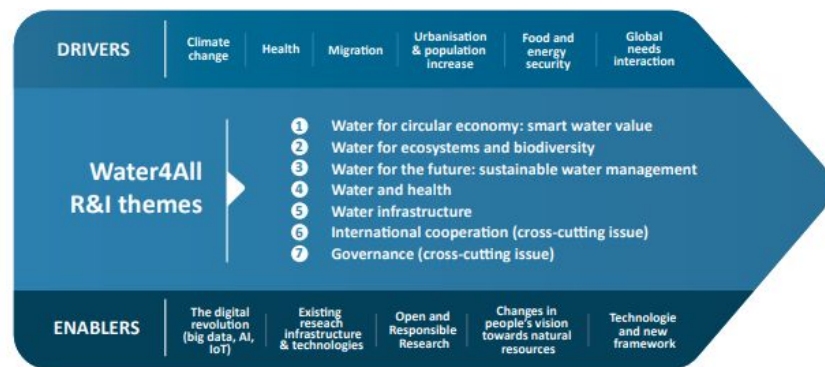 DRIVERS
Climate
change
Health
Migration
Urbanisation
& population
increase
Food and
energy
security
Global
needs
interaction
Water4All
R&I themes
1 Water for circular economy: smart water value
2 Water for ecosystems and biodiversity
3 Water for the future: sustainable water management
4 Water and health
5 Water infrastructure
6 International cooperation (cross-cutting issue)
7 Governance (cross-cutting issue)
ENABLERS
The digital
revolution
(big data, AI,
IoT)
Existing
reseach
infrastructure
& technologies
Open and
Responsible
Research
Changes in
people's vision
towards natural
resources
Technologie
and new
framework